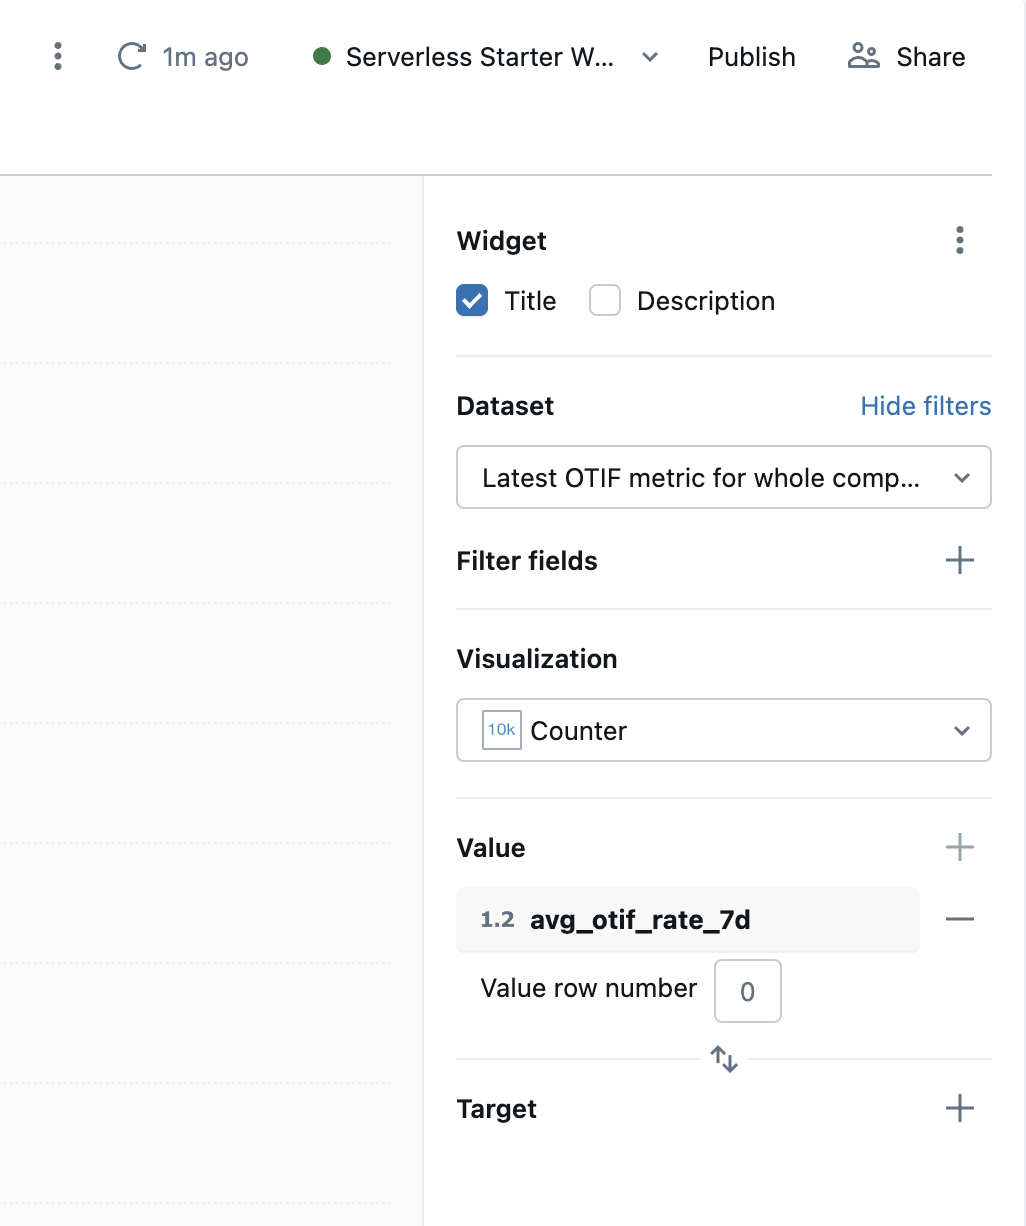 1m ago Serverless Starter W... Publish Share
Widget
Title Description
Dataset Hide filters
Latest OTIF metric for whole comp...
Filter fields
Visualization
10k Counter
Value
1.2 avg_otif_rate_7d
Value row number 0
Target